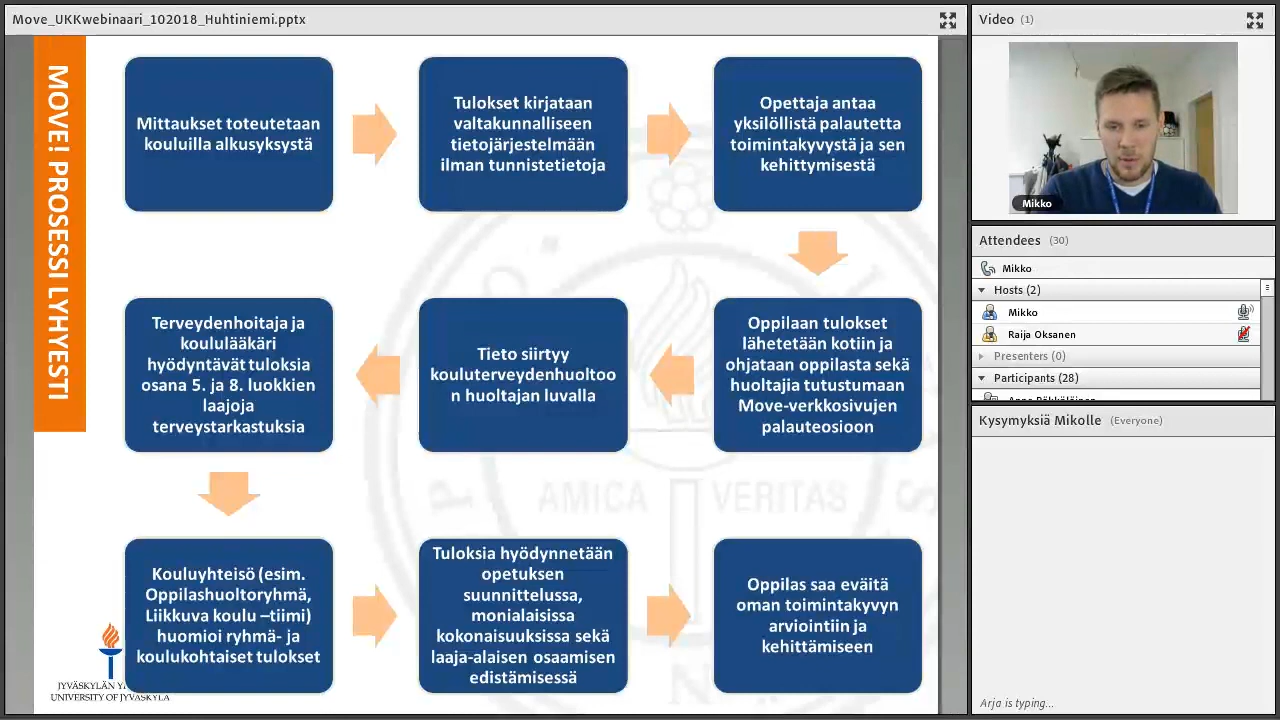 Move_UKKwebinaari_102018_Huhtiniemi.pptx
MOVE! PROSESSI LYHYESTI
Mittaukset toteutetaan
kouluilla alkusyksystä
Tulokset kirjataan
valtakunnalliseen
tietojärjestelmään
ilman tunnistetietoja
Opettaja antaa
yksilöllistä palautetta
toimintakyvystä ja sen
kehittymisestä
Oppilaan tulokset
lähetetään kotiin ja
ohjataan oppilasta sekä
huoltajia tutustumaan
Move-verkkosivujen
palauteosioon
Tieto siirtyy
kouluterveydenhuoltoo
n huoltajan luvalla
Terveydenhoitaja ja
koululääkäri
hyödyntävät tuloksia
osana 5. ja 8. luokkien
laajoja
terveystarkastuksia
Kouluyhteisö (esim.
Oppilashuoltoryhmä,
Liikkuva koulu –tiimi)
huomioi ryhmä- ja
koulukohtaiset tulokset
Tuloksia hyödynnetään
opetuksen
suunnittelussa,
monialaisissa
kokonaisuuksissa sekä
laaja-alaisen osaamisen
edistämisessä
Oppilas saa eväitä
oman toimintakyvyn
arviointiin ja
kehittämiseen
AMICA VERITAS
JYVÄSKYLÄN
UNIVERSITY OF JYVÄSKYLÄ
Video (1)
Mikko
Attendees (30)
Mikko
Hosts (2)
Mikko
Raija Oksanen
Presenters (0)
Participants (28)
Kysymyksiä Mikolle (Everyone)
Arja is typing...